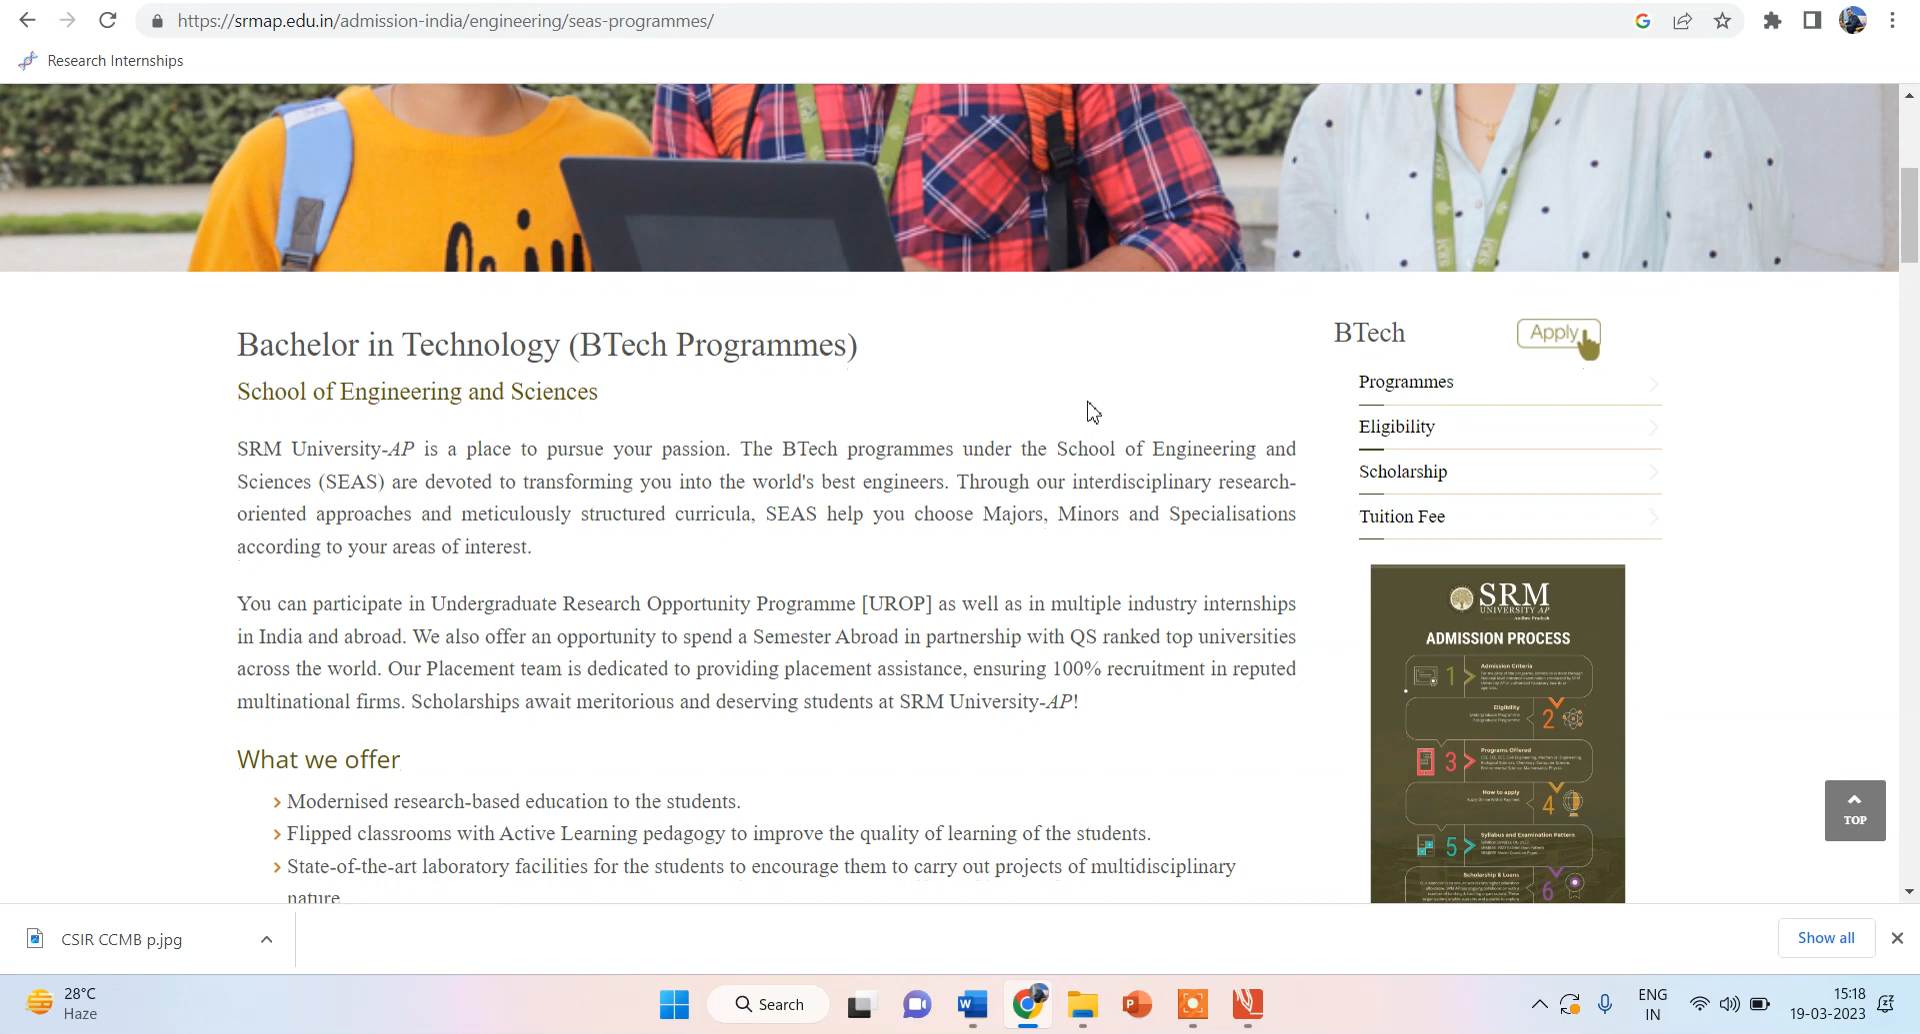 https://srmap.edu.in/admission-india/engineering/seas-programmes/
Research Internships
SRM
SRM
Bachelor in Technology (BTech Programmes)
School of Engineering and Sciences
SRM University-AP is a place to pursue your passion. The BTech programmes under the School of Engineering and
Sciences (SEAS) are devoted to transforming you into the world's best engineers. Through our interdisciplinary research-
oriented approaches and meticulously structured curricula, SEAS help you choose Majors, Minors and Specialisations
according to your areas of interest.
You can participate in Undergraduate Research Opportunity Programme [UROP] as well as in multiple industry internships
in India and abroad. We also offer an opportunity to spend a Semester Abroad in partnership with QS ranked top universities
across the world. Our Placement team is dedicated to providing placement assistance, ensuring 100% recruitment in reputed
multinational firms. Scholarships await meritorious and deserving students at SRM University-AP!
What we offer
Modernised research-based education to the students.
Flipped classrooms with Active Learning pedagogy to improve the quality of learning of the students.
State-of-the-art laboratory facilities for the students to encourage them to carry out projects of multidisciplinary
nature
BTech
Apply
Programmes
Eligibility
Scholarship
Tuition Fee
SRM
UNIVERSITY AP
Andhra Pradesh
ADMISSION PROCESS
1
Admission Criteria
Eligibility
Undergraduate Programme
Postgraduate Programme
2
3
Programs Offered
How to apply
4
5
Syllabus and Examination Pattern
Scholarship & Loans
6
TOP
CSIR CCMB p.jpg
Show all
28°C
Haze
Search
ENG
IN
15:18
19-03-2023